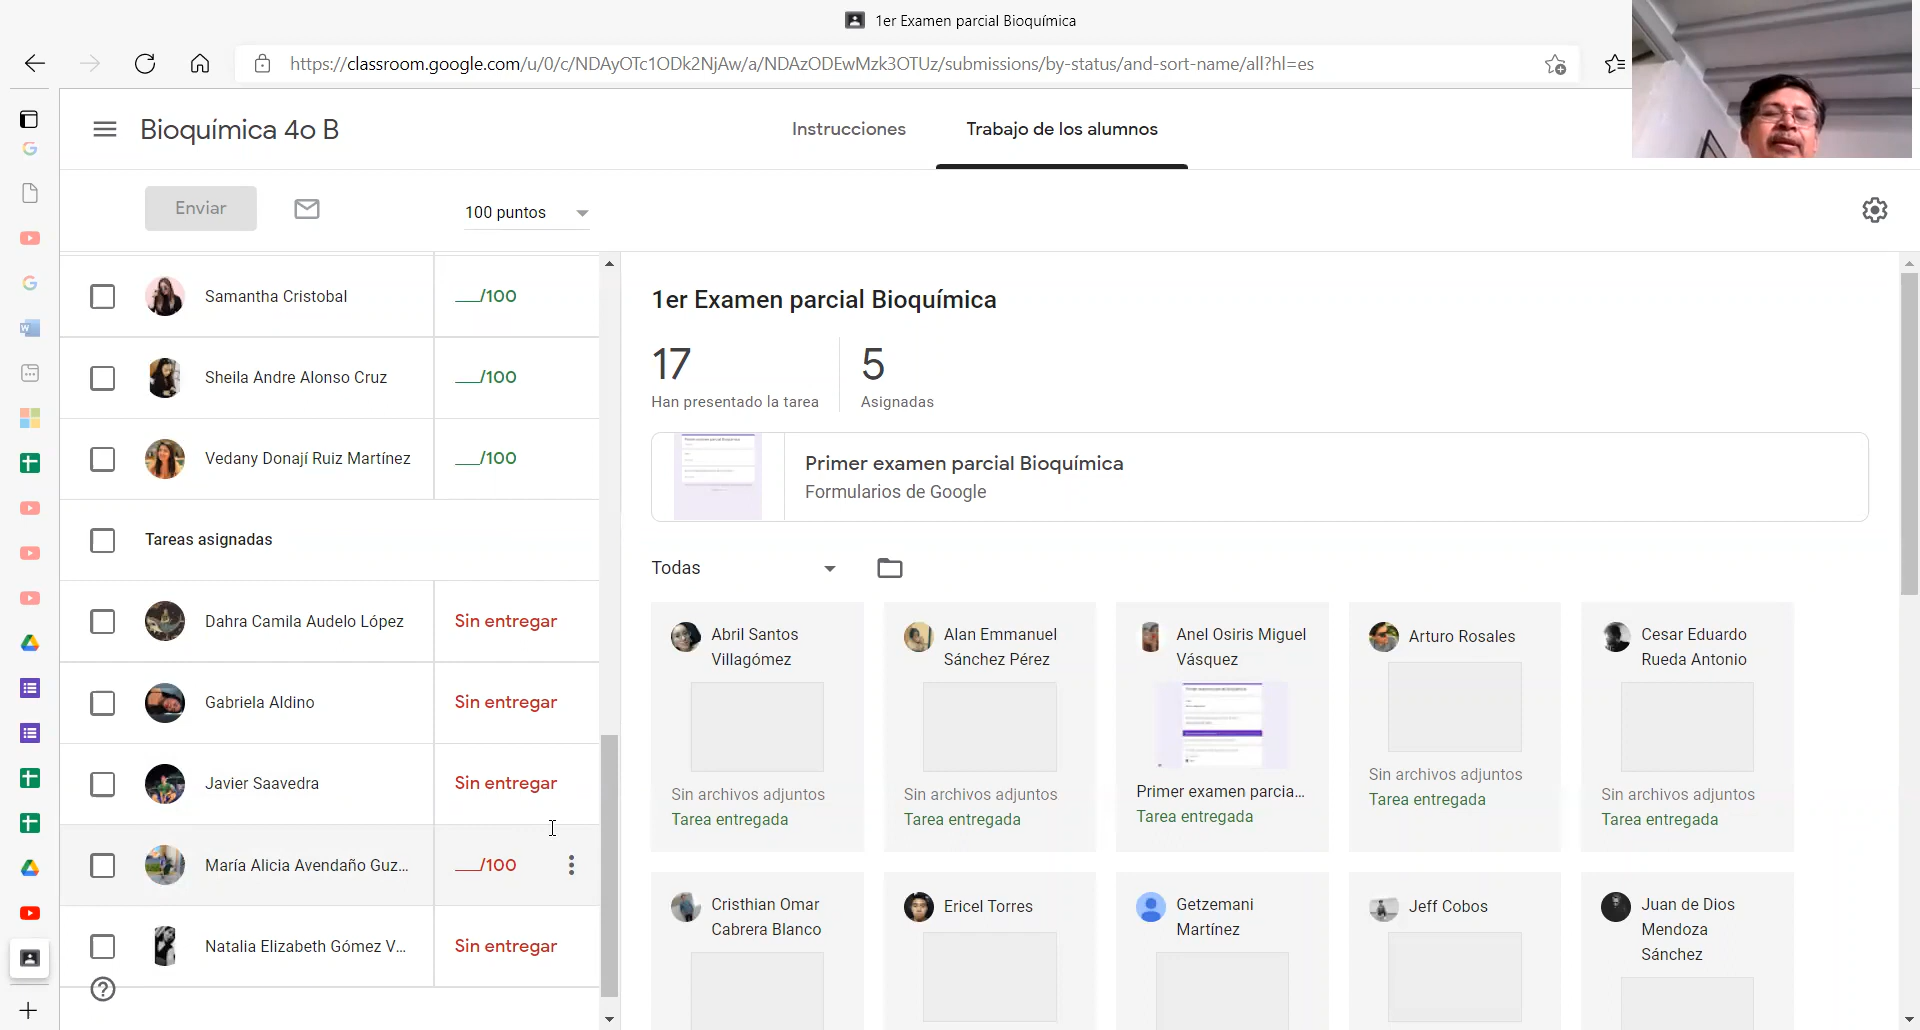 1er Examen parcial Bioquímica
https://classroom.google.com/u/0/c/NDAyOTc1ODk2NjAw/a/NDAzODEwMzk3OTUz/submissions/by-status/and-sort-name/all?hl=es
Bioquímica 4o B
Instrucciones
Trabajo de los alumnos
Enviar
100 puntos
Samantha Cristobal
___/100
Sheila Andre Alonso Cruz
___/100
Vedany Donají Ruiz Martínez
___/100
Tareas asignadas
Dahra Camila Audelo López
Sin entregar
Gabriela Aldino
Sin entregar
Javier Saavedra
Sin entregar
María Alicia Avendaño Guz...
___/100
Natalia Elizabeth Gómez V...
Sin entregar
1er Examen parcial Bioquímica
17
Han presentado la tarea
5
Asignadas
Primer examen parcial Bioquímica
Formularios de Google
Todas
Abril Santos
Villagómez
Sin archivos adjuntos
Tarea entregada
Alan Emmanuel
Sánchez Pérez
Sin archivos adjuntos
Tarea entregada
Anel Osiris Miguel
Vásquez
Primer examen parcia...
Tarea entregada
Arturo Rosales
Sin archivos adjuntos
Tarea entregada
Cesar Eduardo
Rueda Antonio
Sin archivos adjuntos
Tarea entregada
Cristhian Omar
Cabrera Blanco
Ericel Torres
Getzemani
Martínez
Jeff Cobos
Juan de Dios
Mendoza
Sánchez